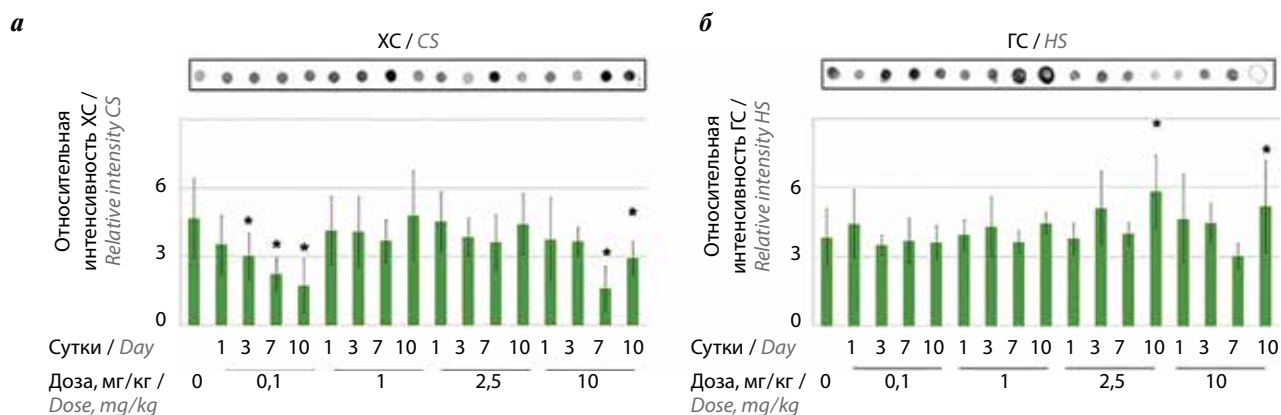 а
ХС / CS
Относительная
интенсивность ХС /
Relative intensity CS
6
3
0
Сутки / Day
1 3 7 10 1 3 7 10 1 3 7 10 1 3 7 10
Доза, мг/кг /
Dose, mg/kg
0 0,1 1 2,5 10
б
ГС / HS
Относительная
интенсивность ГС /
Relative intensity HS
6
3
0
Сутки / Day
1 3 7 10 1 3 7 10 1 3 7 10 1 3 7 10
Доза, мг/кг /
Dose, mg/kg
0 0,1 1 2,5 10